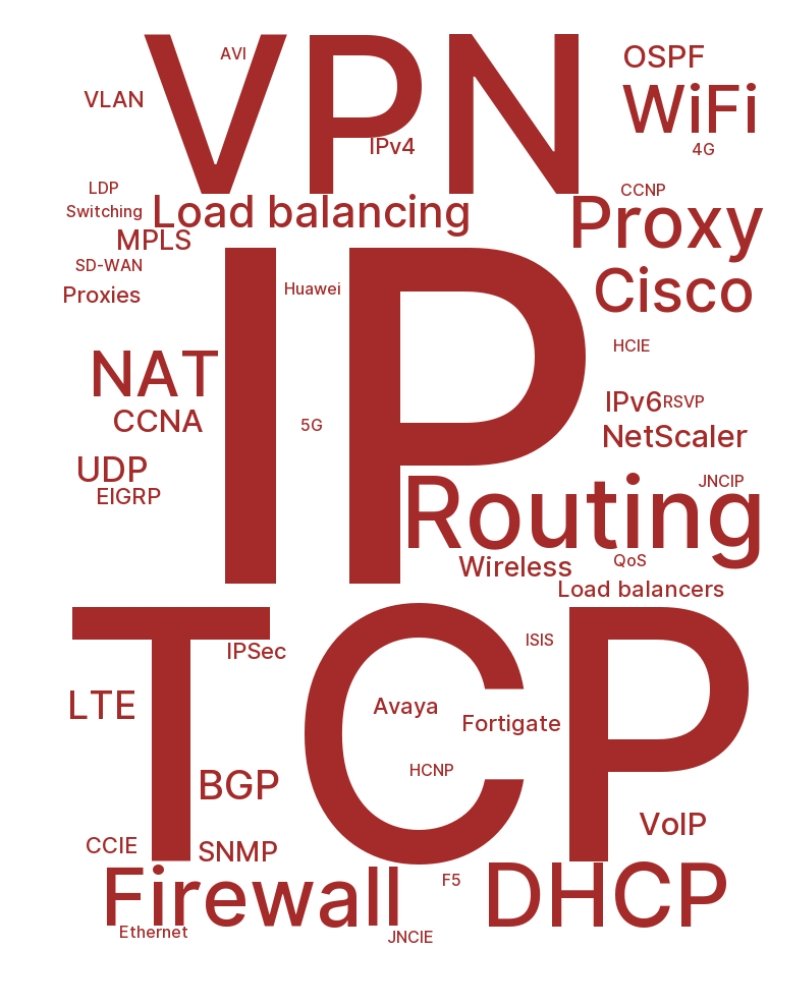 VPN
AVI
OSPF
VLAN
WiFi
IPv4
4G
LDP
CCNP
Switching
Load balancing
Proxy
MPLS
SD-WAN
Proxies
Cisco
IP
Huawei
HCIE
NAT
IPv6
RSVP
CCNA
5G
NetScaler
UDP
JNCIP
EIGRP
Routing
Wireless
QoS
Load balancers
TCP
IPSec
ISIS
LTE
Avaya
Fortigate
HCNP
BGP
VoIP
CCIE
SNMP
Firewall
F5
DHCP
Ethernet
JNCIE